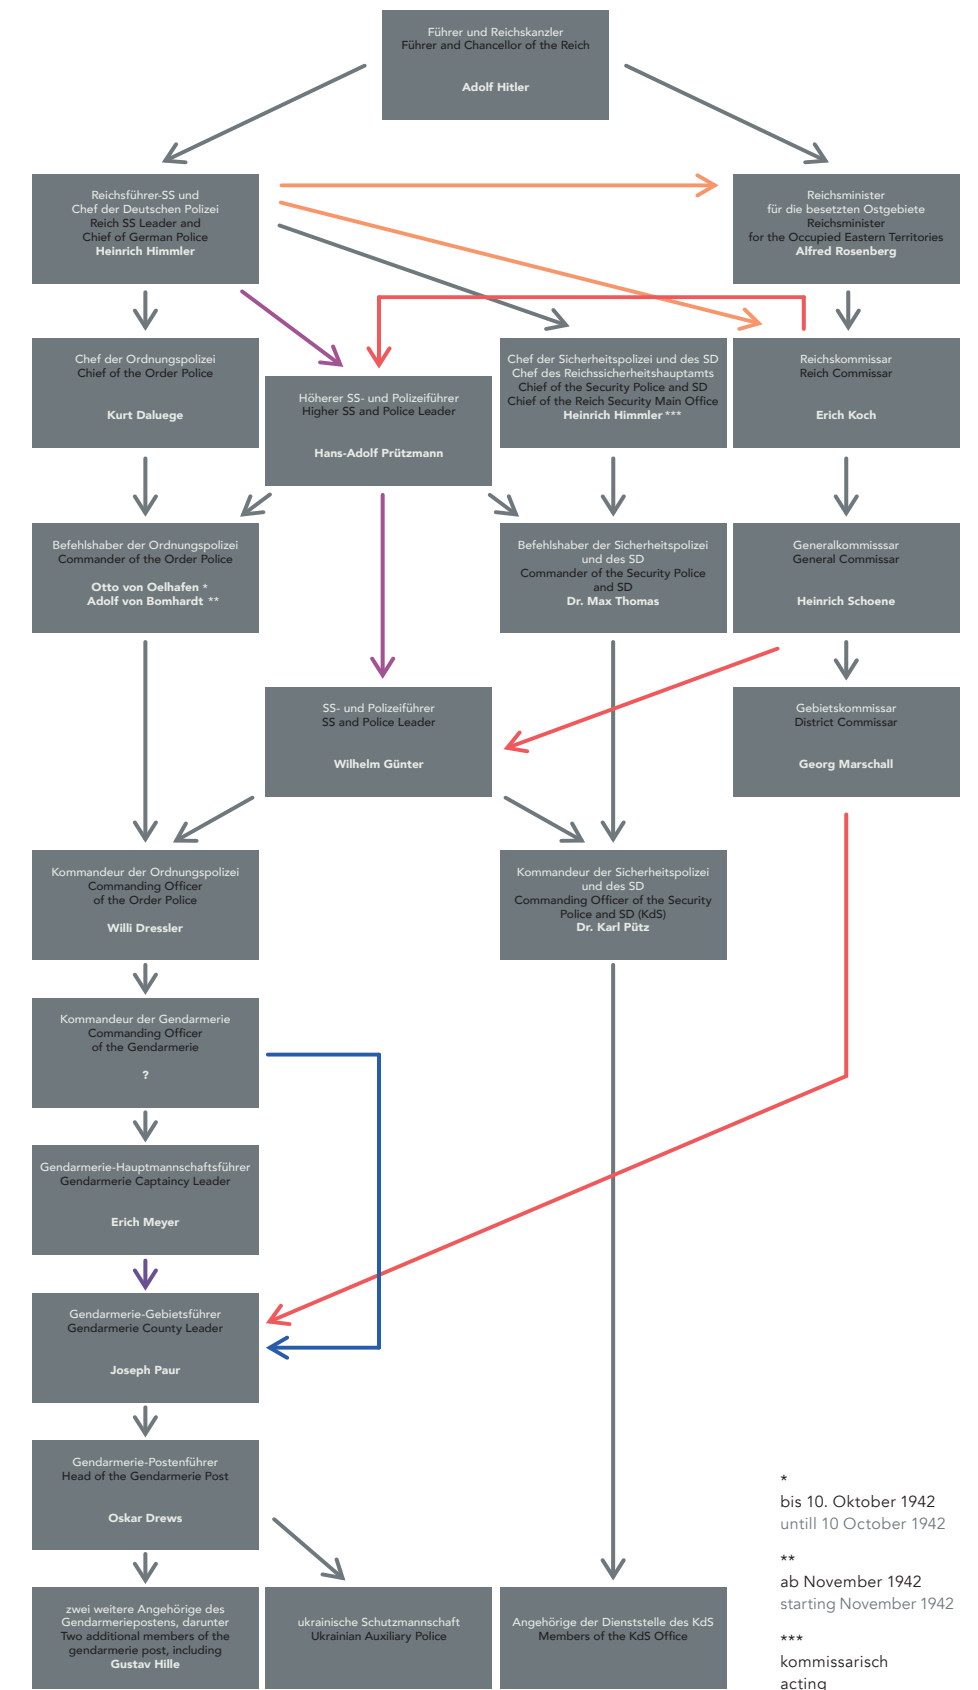 Führer und Reichskanzler
Führer and Chancellor of the Reich
Adolf Hitler
Reichsführer-SS und
Chef der Deutschen Polizei
Reich SS Leader and
Chief of German Police
Heinrich Himmler
Reichsminister
für die besetzten Ostgebiete
Reichsminister
for the Occupied Eastern Territories
Alfred Rosenberg
Chef der Ordnungspolizei
Chief of the Order Police
Kurt Daluege
Höherer SS- und Polizeiführer
Higher SS and Police Leader
Hans-Adolf Prützmann
Chef der Sicherheitspolizei und des SD
Chef des Reichssicherheitshauptamts
Chief of the Security Police and SD
Chief of the Reich Security Main Office
Heinrich Himmler ***
Reichskommissar
Reich Commissar
Erich Koch
Befehlshaber der Ordnungspolizei
Commander of the Order Police
Otto von Oelhafen *
Adolf von Bomhardt **
Befehlshaber der Sicherheitspolizei
und des SD
Commander of the Security Police
and SD
Dr. Max Thomas
Generalkommisssar
General Commissar
Heinrich Schoene
SS- und Polizeiführer
SS and Police Leader
Wilhelm Günter
Gebietskommissar
District Commissar
Georg Marschall
Kommandeur der Ordnungspolizei
Commanding Officer
of the Order Police
Willi Dressler
Kommandeur der Sicherheitspolizei
und des SD
Commanding Officer of the Security
Police and SD (KdS)
Dr. Karl Pütz
Kommandeur der Gendarmerie
Commanding Officer
of the Gendarmerie
?
Gendarmerie-Hauptmannschaftsführer
Gendarmerie Captaincy Leader
Erich Meyer
Gendarmerie-Gebietsführer
Gendarmerie County Leader
Joseph Paur
Gendarmerie-Postenführer
Head of the Gendarmerie Post
Oskar Drews
zwei weitere Angehörige des
Gendarmeriepostens, darunter
Two additional members of the
gendarmerie post, including
Gustav Hille
ukrainische Schutzmannschaft
Ukrainian Auxiliary Police
Angehörige der Dienststelle des KdS
Members of the KdS Office
*
bis 10. Oktober 1942
untill 10 October 1942
**
ab November 1942
starting November 1942
***
kommissarisch
acting